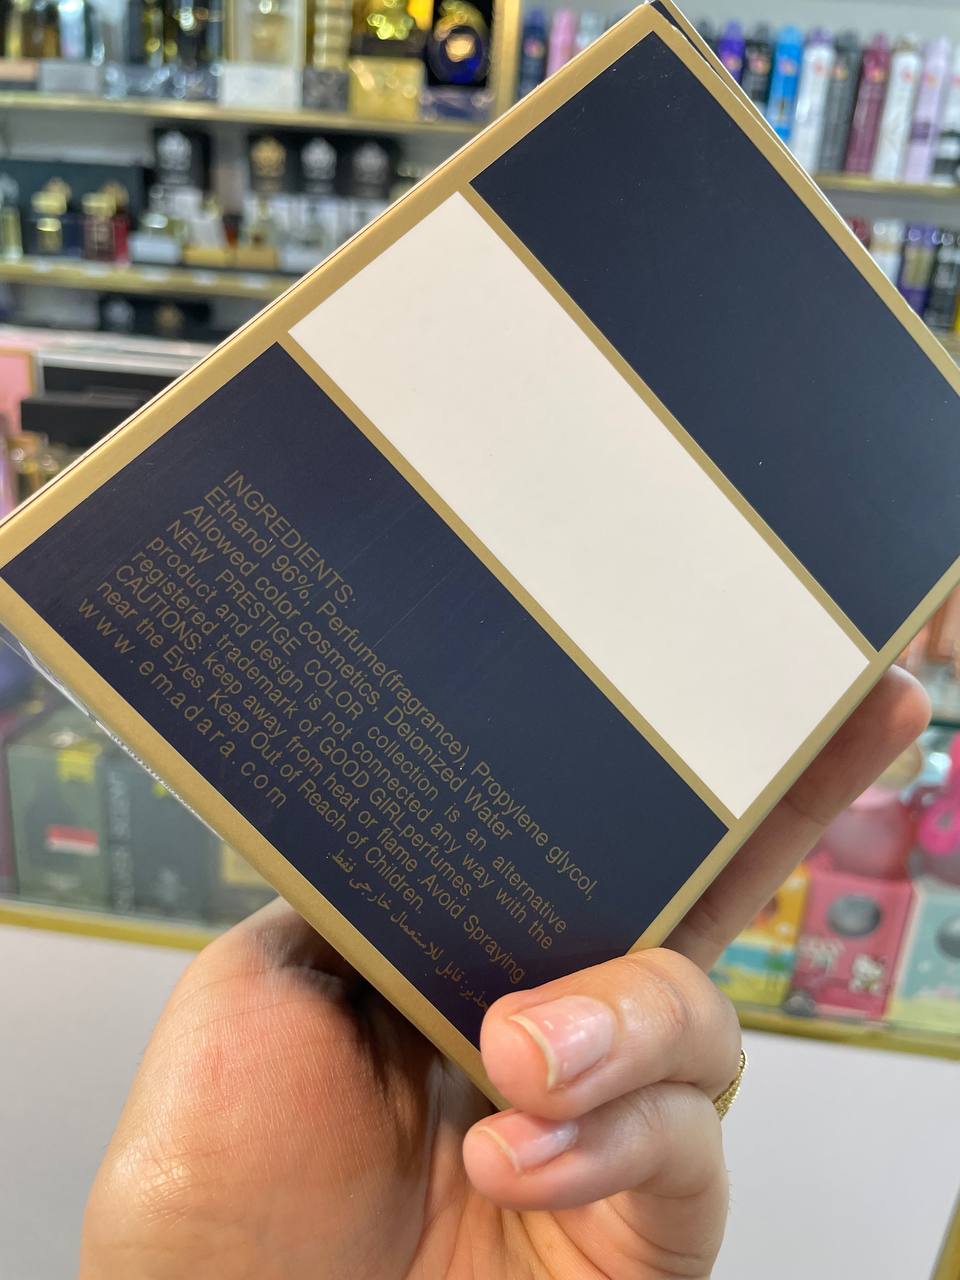 INGREDIENTS:
Ethanol 96%, Perfume(fragrance), Propylene glycol,
Allowed color cosmetics, Deionized Water
NEW PRESTIGE COLOR collection is an alternative
product and design is not connected any way with the
registered trademark of GOOD GIRLperfumes'
CAUTIONS: keep away from heat or flame. Avoid Spraying
near the Eyes. Keep Out of Reach of Children.
www.emadara.com
تحذير: قابل للاستعمال خارجي فقط.